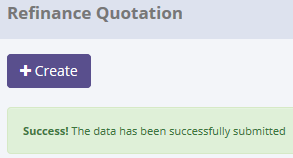 Refinance Quotation
+ Create
Success! The data has been successfully submitted